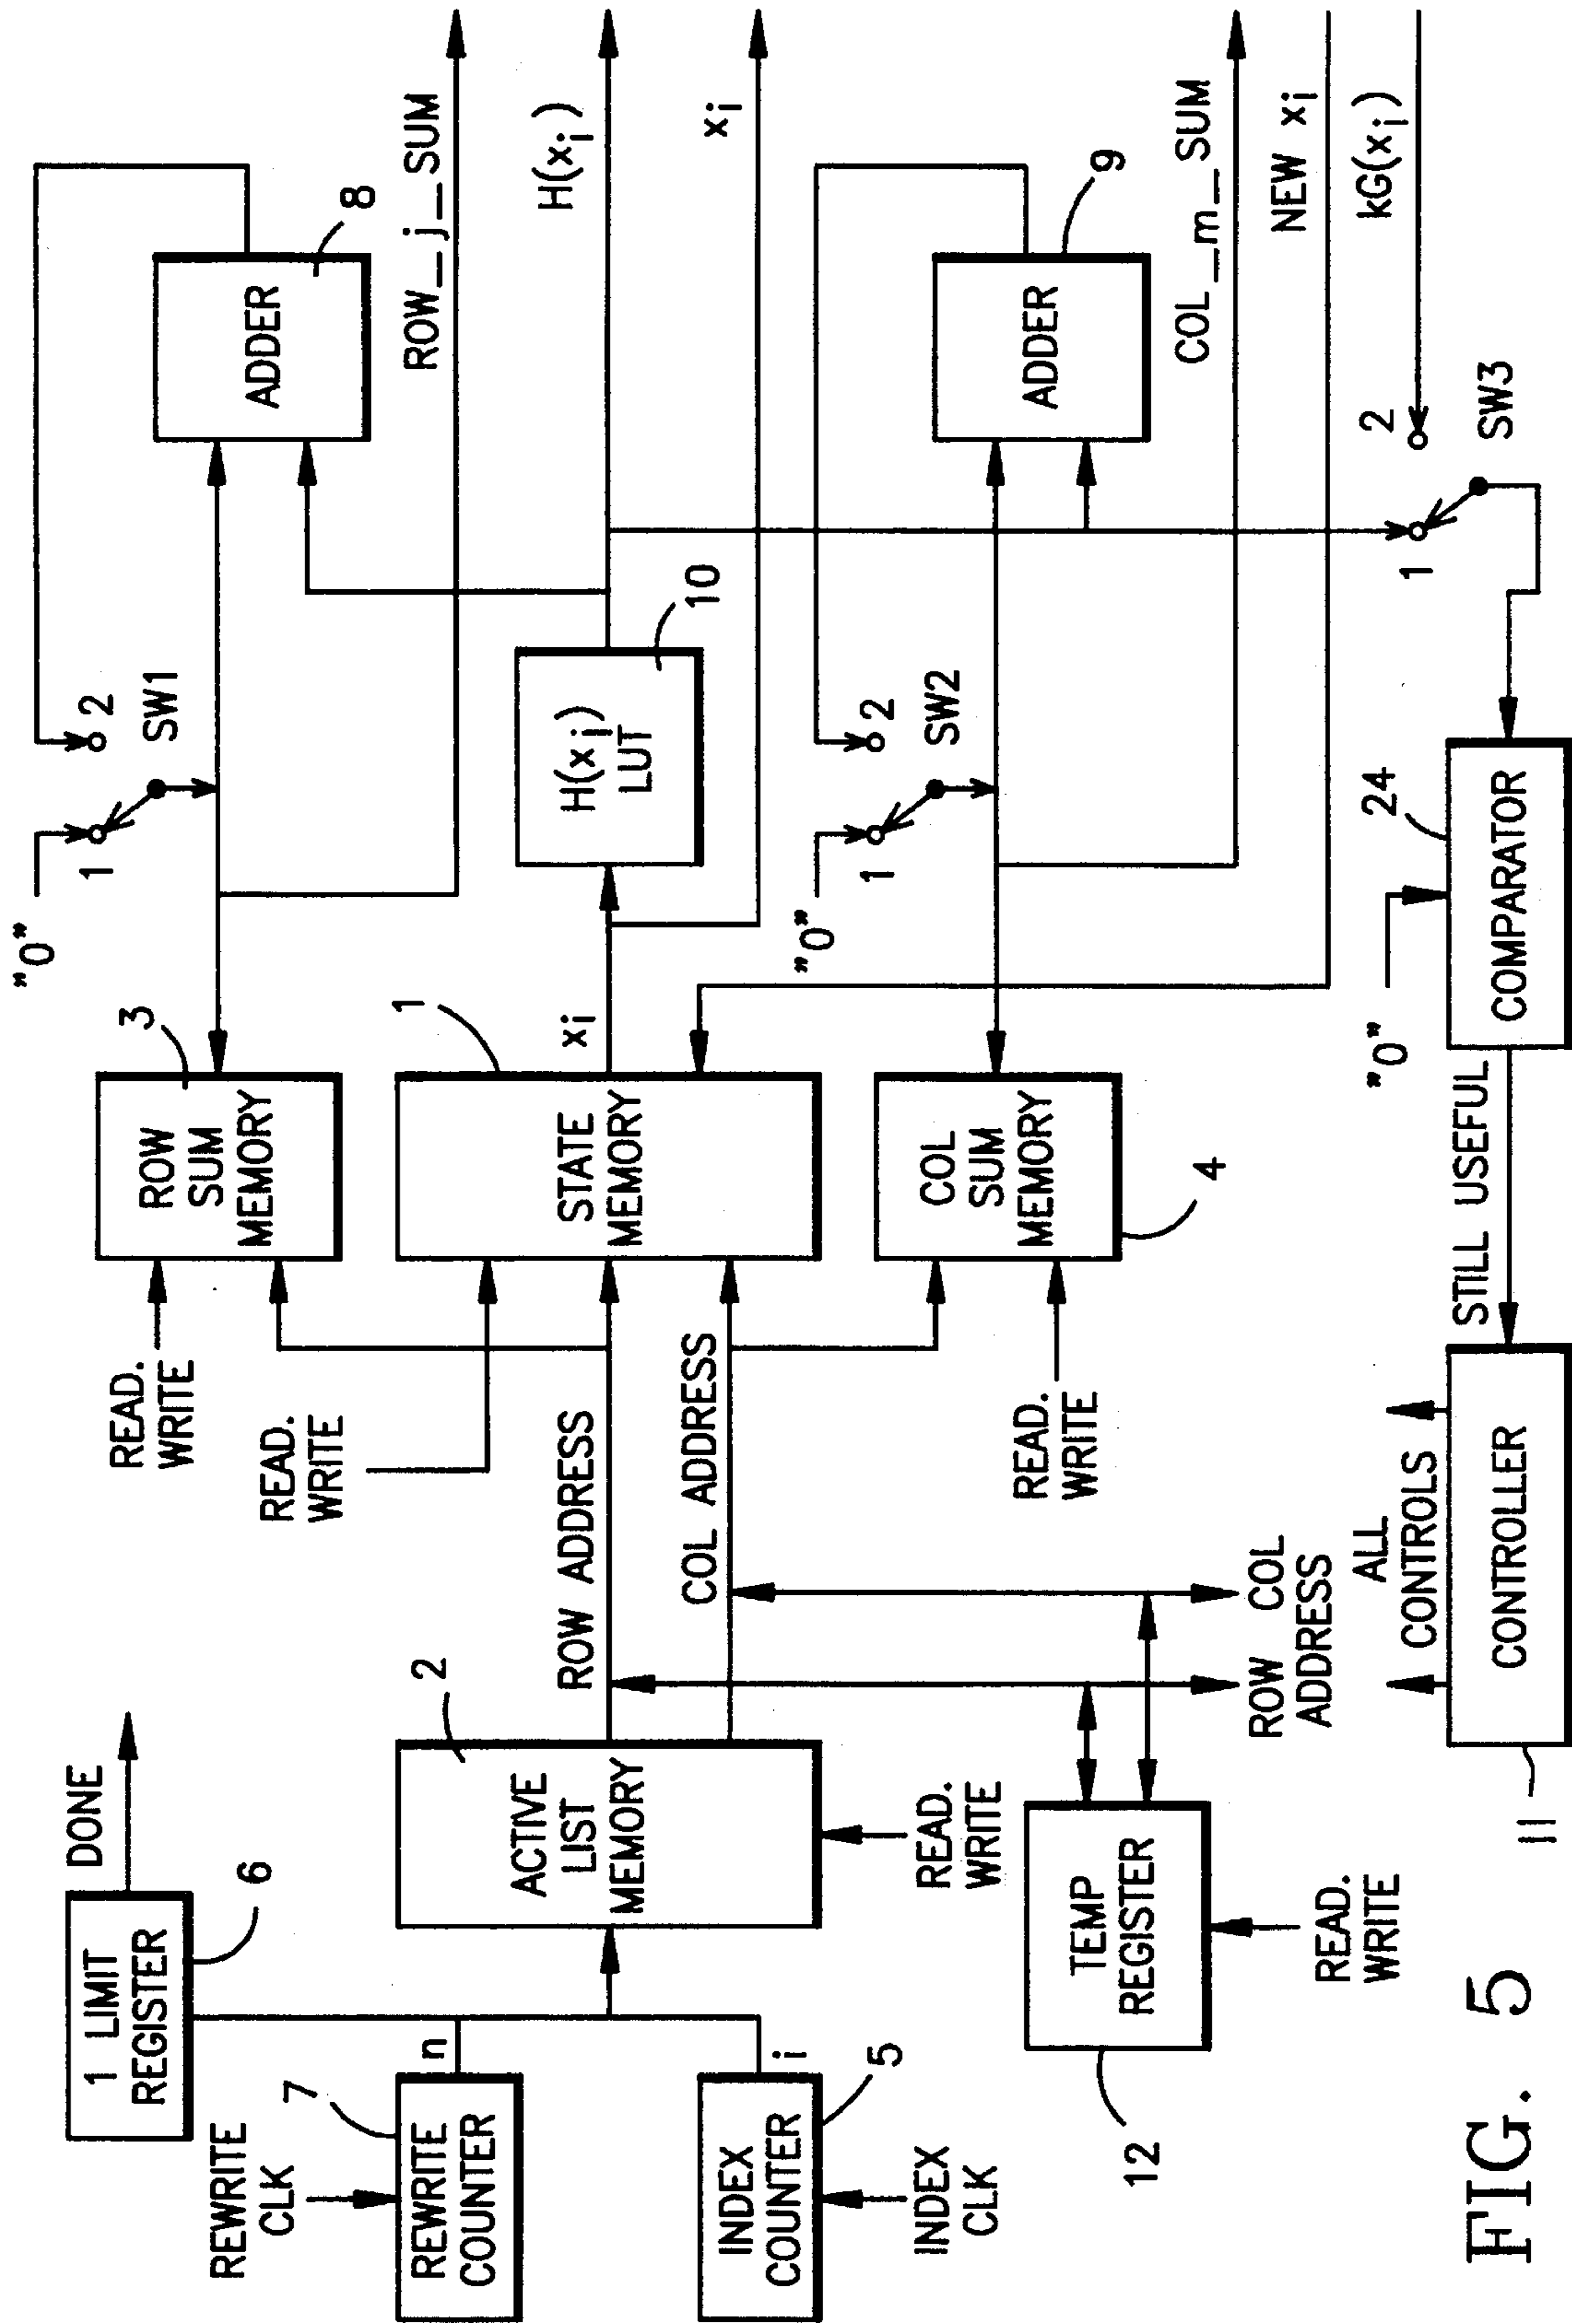 DONE
1 LIMIT
REGISTER
6
REWRITE
CLK
7
REWRITE
COUNTER
n
INDEX
COUNTER
i
5
INDEX
CLK
ACTIVE
LIST
MEMORY
2
READ.
WRITE
TEMP
REGISTER
12
READ.
WRITE
ROW ADDRESS
COL ADDRESS
ROW COL
ADDRESS
READ.
WRITE
READ.
WRITE
READ.
WRITE
ROW
SUM
MEMORY
3
STATE
MEMORY
1
xi
COL
SUM
MEMORY
4
"0"
1
2
SW1
ADDER
8
ROW__j__SUM
H(xi)
LUT
10
H(xi)
xi
"0"
1
2
SW2
ADDER
9
COL__m__SUM
NEW xi
kG(xi)
1
2
SW3
"0"
COMPARATOR
24
STILL USEFUL
ALL
CONTROLS
CONTROLLER
11
FIG. 5